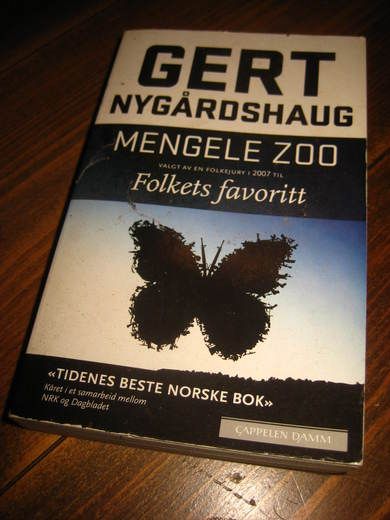 GERT
NYGÅRDSHAUG
MENGELE ZOO
VALGT AV EN FOLKEJURY I 2007 TIL
Folkets favoritt
«TIDENES BESTE NORSKE BOK»
Kåret i et samarbeid mellom
NRK og Dagbladet
CAPPELEN DAMM